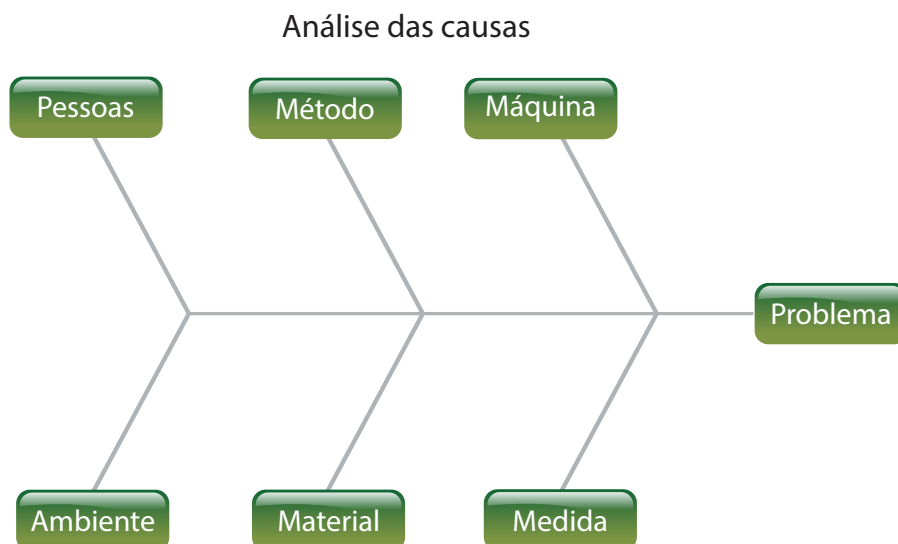 Análise das causas
Pessoas
Método
Máquina
Problema
Ambiente
Material
Medida